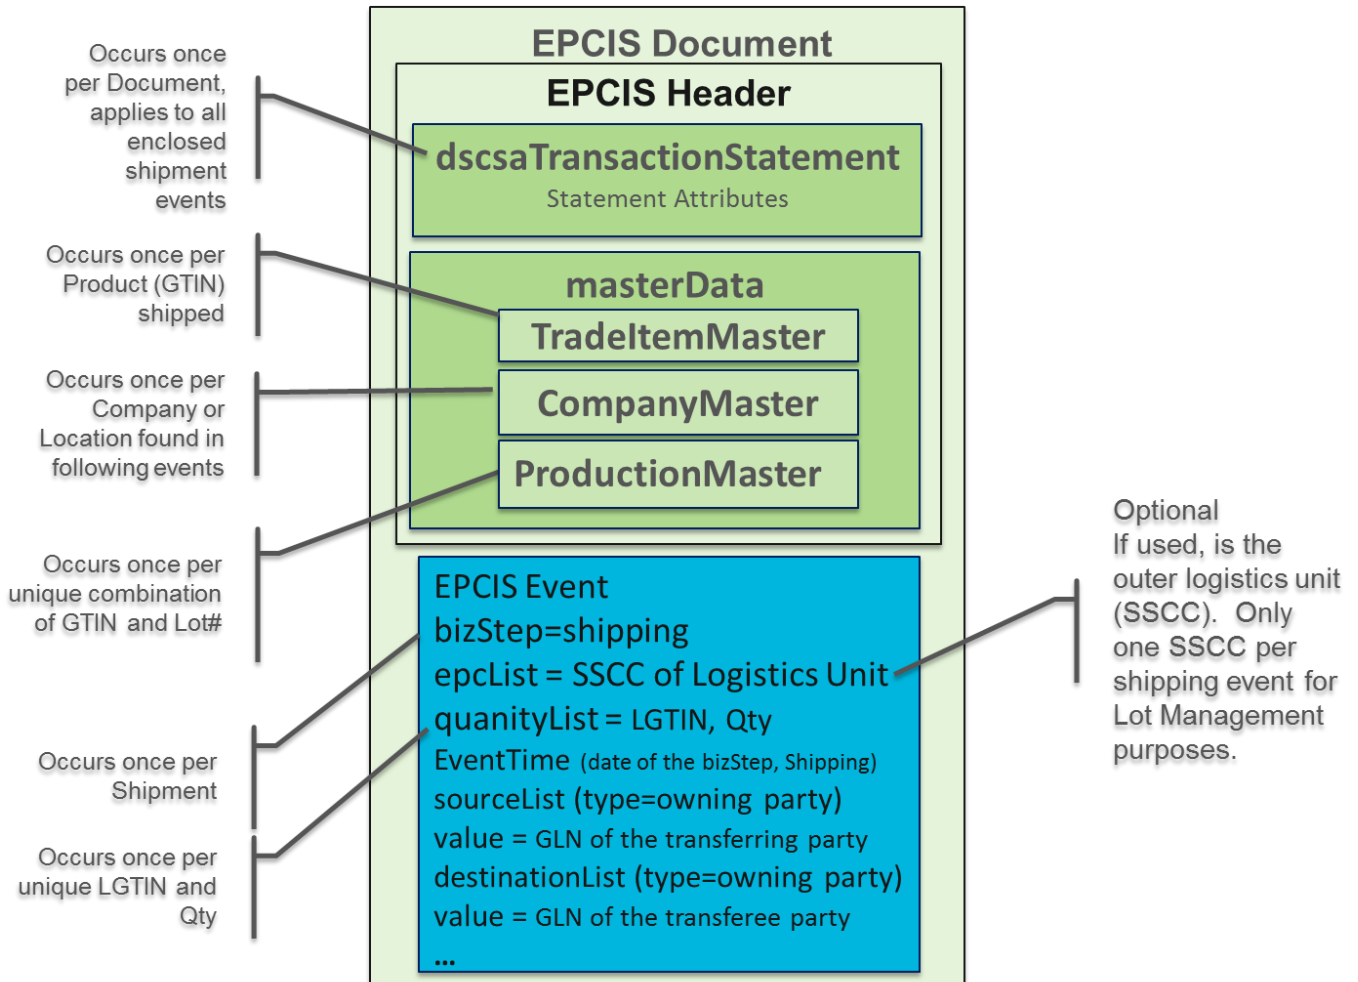 EPCIS Document
EPCIS Header
dscsaTransactionStatement
Statement Attributes
masterData
TradeItemMaster
CompanyMaster
ProductionMaster
EPCIS Event
bizStep=shipping
epcList = SSCC of Logistics Unit
quanityList = LGTIN, Qty
EventTime (date of the bizStep, Shipping)
sourceList (type=owning party)
value = GLN of the transferring party
destinationList (type=owning party)
value = GLN of the transferee party
...
Occurs once
per Document,
applies to all
enclosed
shipment
events
Occurs once per
Product (GTIN)
shipped
Occurs once per
Company or
Location found in
following events
Occurs once per
unique combination
of GTIN and Lot#
Occurs once per
Shipment
Occurs once per
unique LGTIN and
Qty
Optional
If used, is the
outer logistics unit
(SSCC).  Only
one SSCC per
shipping event for
Lot Management
purposes.